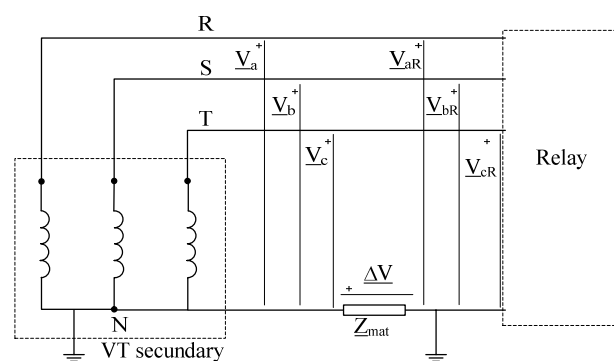 R
V_a
+
V_aR
+
S
V_b
+
V_bR
+
T
V_c
+
V_cR
+
Relay
ΔV
+
N
Z_mat
VT secundary